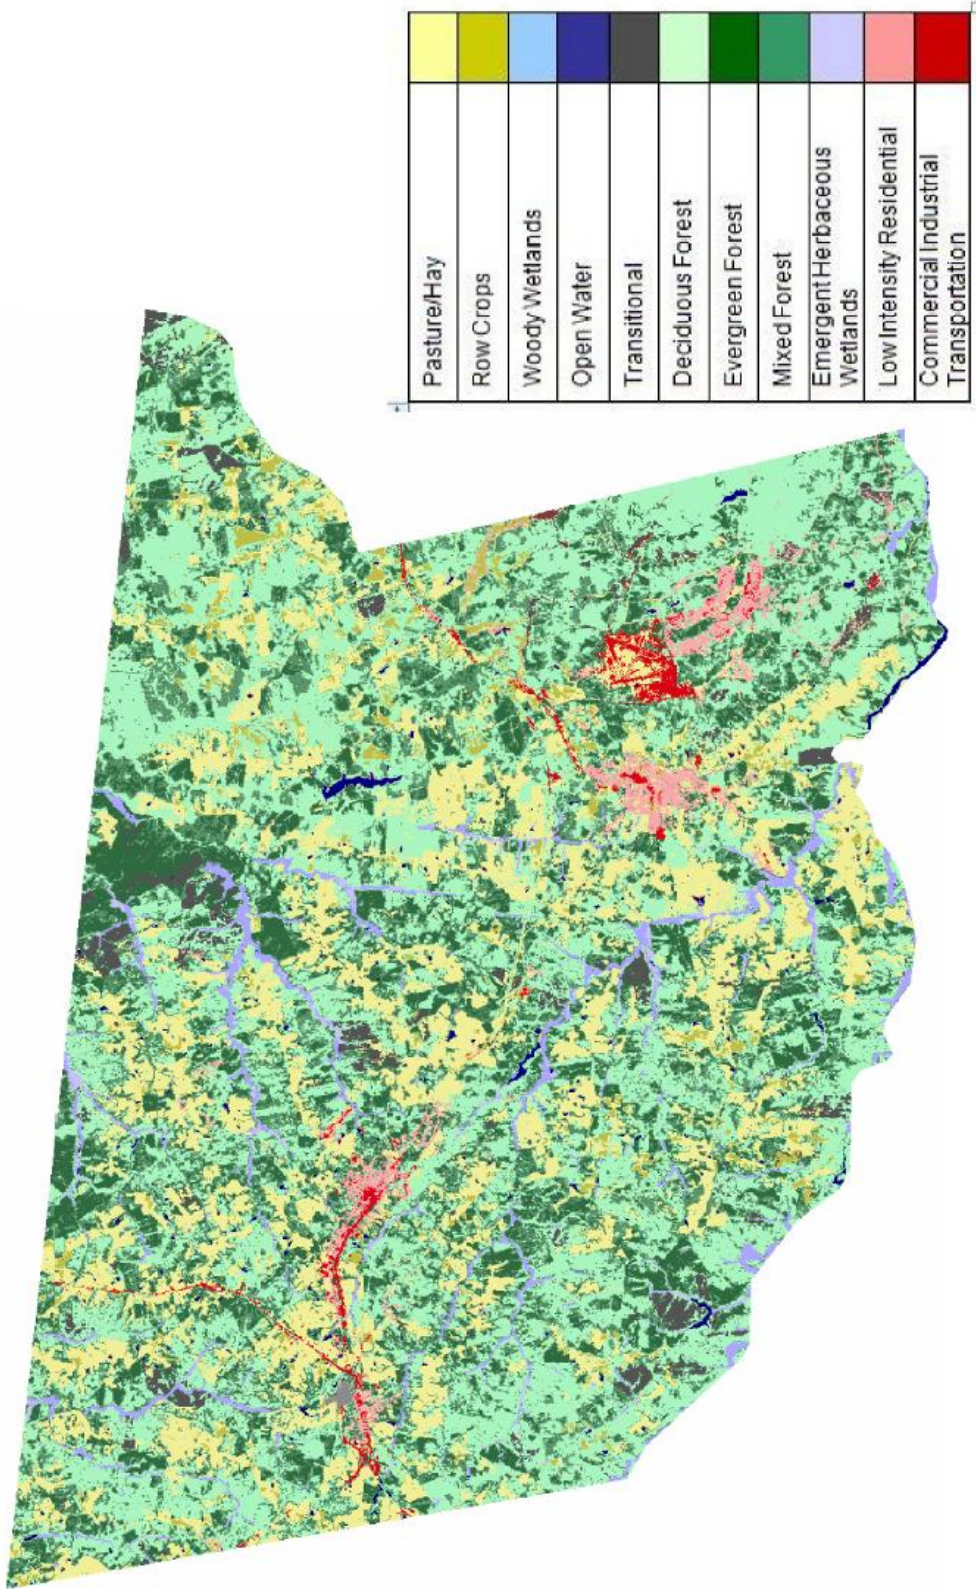 Pasture/Hay
Row Crops
Woody Wetlands
Open Water
Transitional
Deciduous Forest
Evergreen Forest
Mixed Forest
Emergent Herbaceous
Wetlands
Low Intensity Residential
Commercial Industrial
Transportation